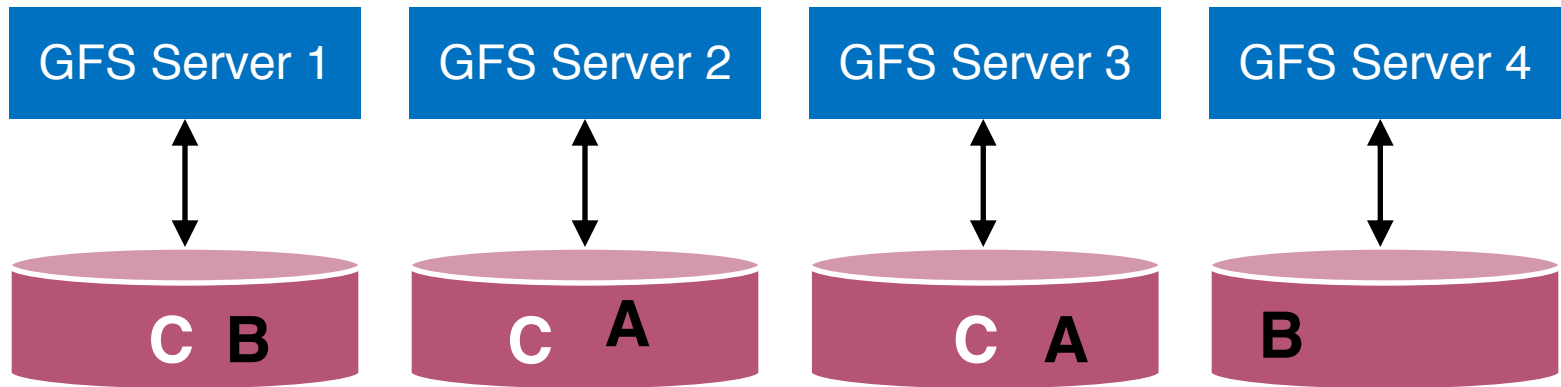 GFS Server 1
GFS Server 2
GFS Server 3
GFS Server 4
C B
C A
C A
B